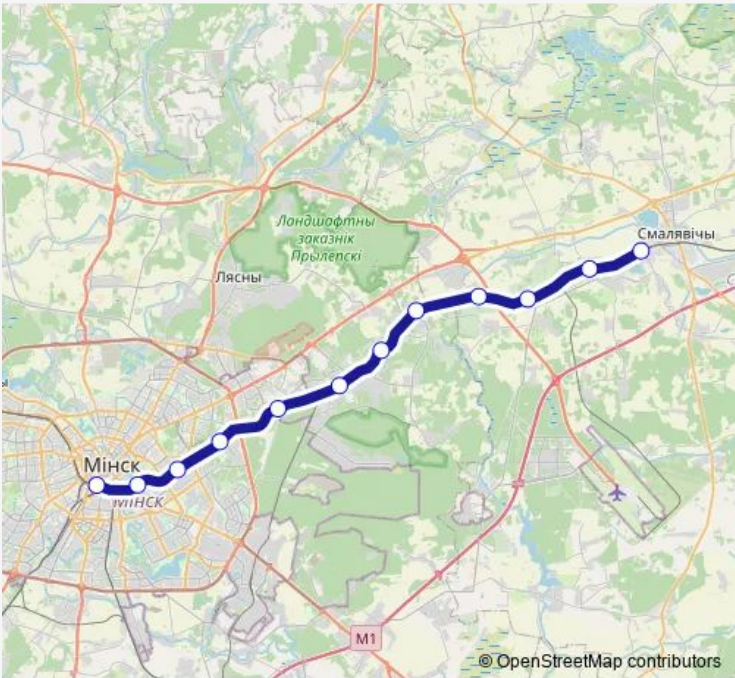 Ландшафтны
заказнік
Прылепскі
Смалявічы
Лясны
Мінск
МІНСК
M1
© OpenStreetMap contributors